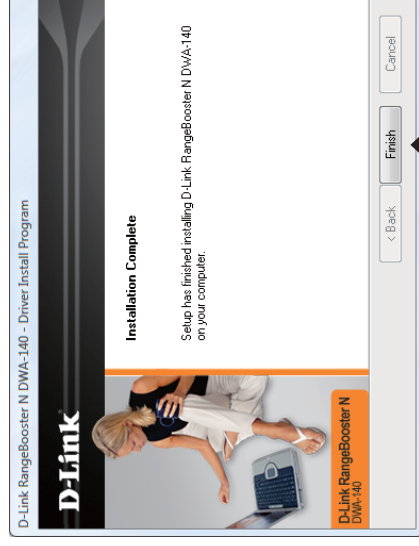 D-Link RangeBooster N DWA-140 - Driver Install Program
D-Link
Installation Complete
Setup has finished installing D-Link RangeBooster N DWA-140
on your computer.
D-Link RangeBooster N
DWA-140
< Back
Finish
Cancel